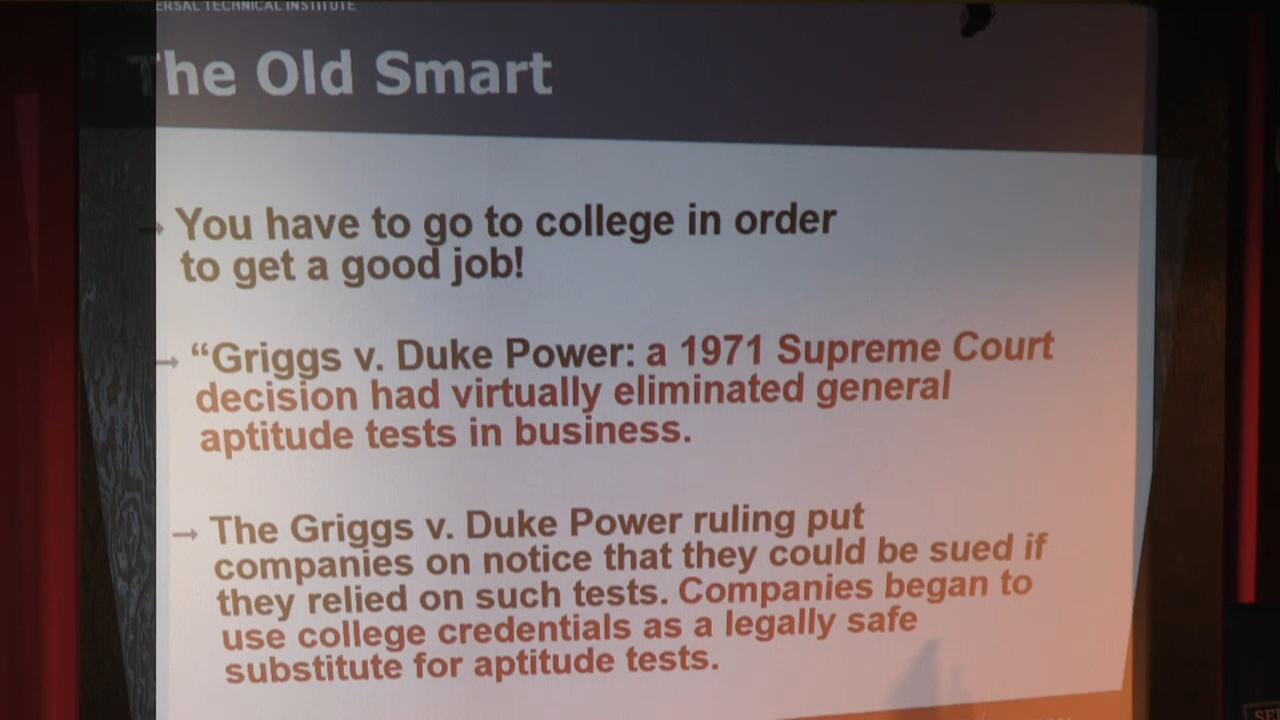 ERSAL TECHNICAL INSTITUTE
The Old Smart
→ You have to go to college in order
to get a good job!
→ “Griggs v. Duke Power: a 1971 Supreme Court
decision had virtually eliminated general
aptitude tests in business.
→ The Griggs v. Duke Power ruling put
companies on notice that they could be sued if
they relied on such tests. Companies began to
use college credentials as a legally safe
substitute for aptitude tests.